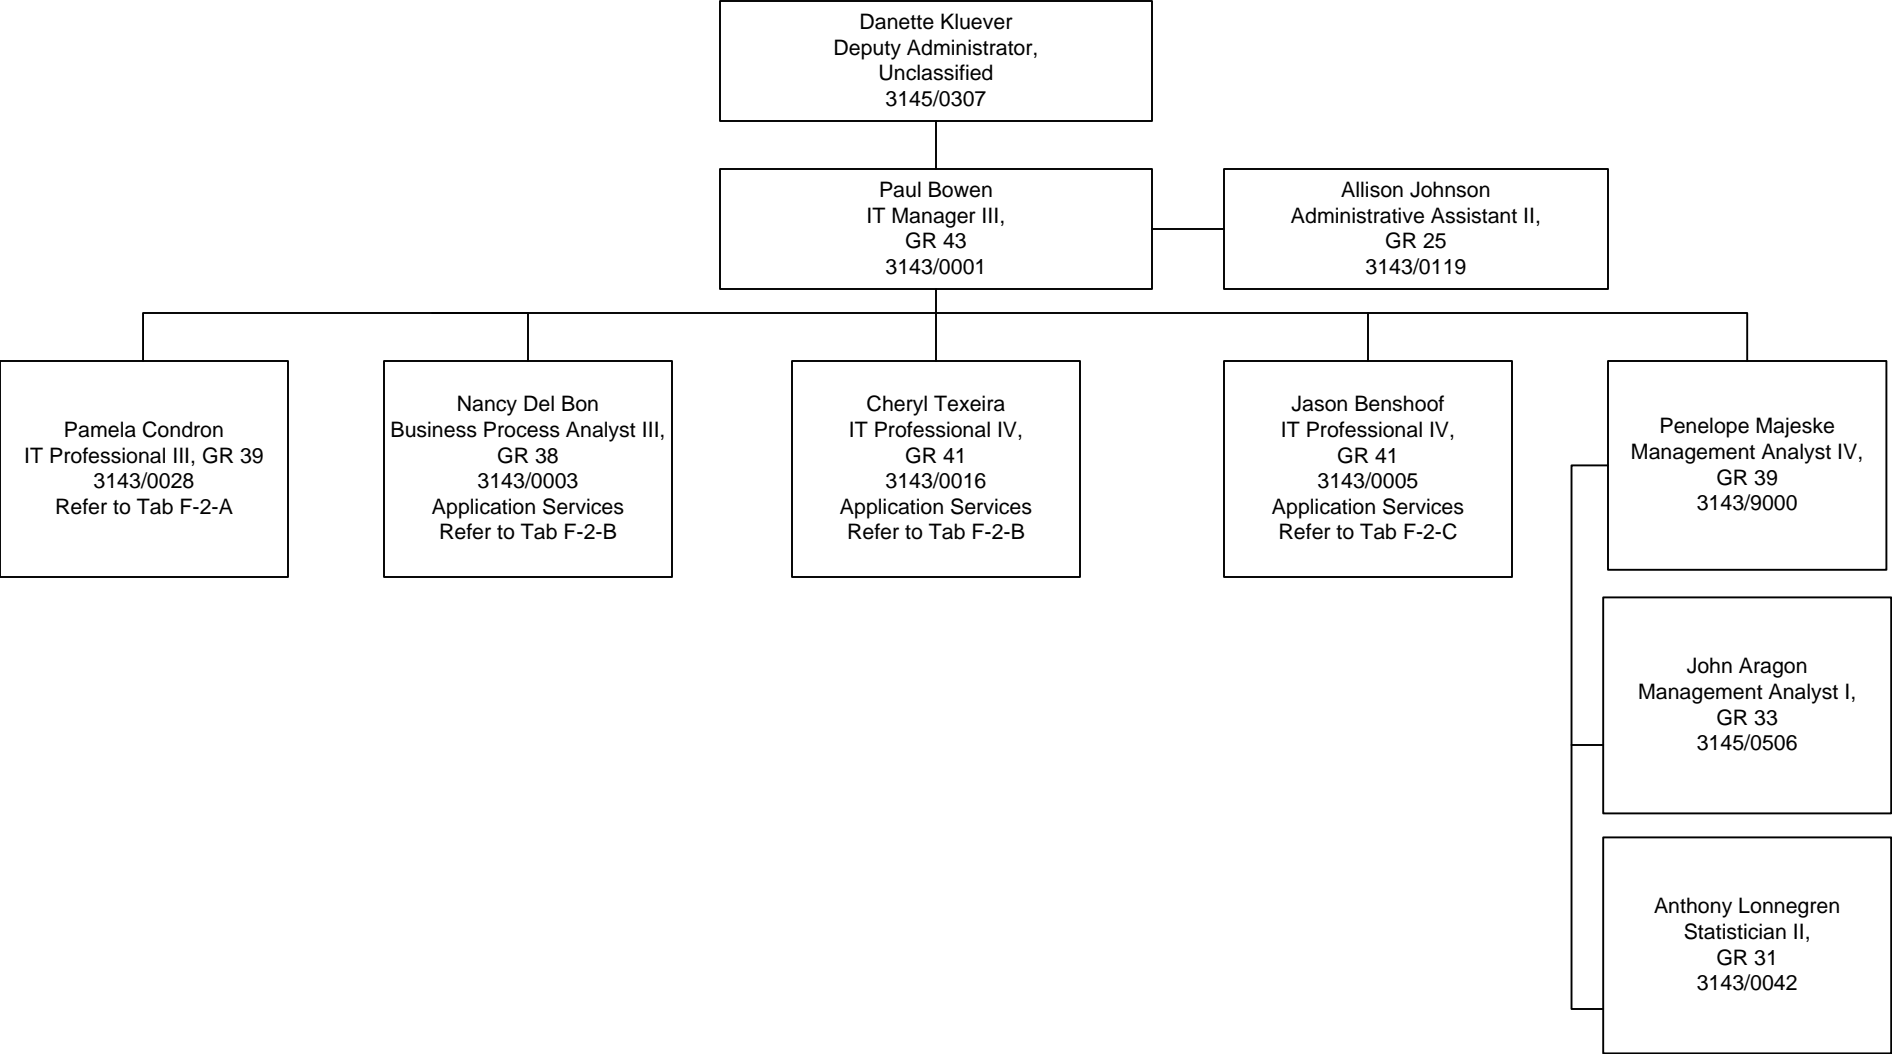 Danette Kluever
Deputy Administrator,
Unclassified
3145/0307
Paul Bowen
IT Manager III,
GR 43
3143/0001
Allison Johnson
Administrative Assistant II,
GR 25
3143/0119
Pamela Condron
IT Professional III, GR 39
3143/0028
Refer to Tab F-2-A
Nancy Del Bon
Business Process Analyst III,
GR 38
3143/0003
Application Services
Refer to Tab F-2-B
Cheryl Texeira
IT Professional IV,
GR 41
3143/0016
Application Services
Refer to Tab F-2-B
Jason Benshoof
IT Professional IV,
GR 41
3143/0005
Application Services
Refer to Tab F-2-C
Penelope Majeske
Management Analyst IV,
GR 39
3143/9000
John Aragon
Management Analyst I,
GR 33
3145/0506
Anthony Lonnegren
Statistician II,
GR 31
3143/0042